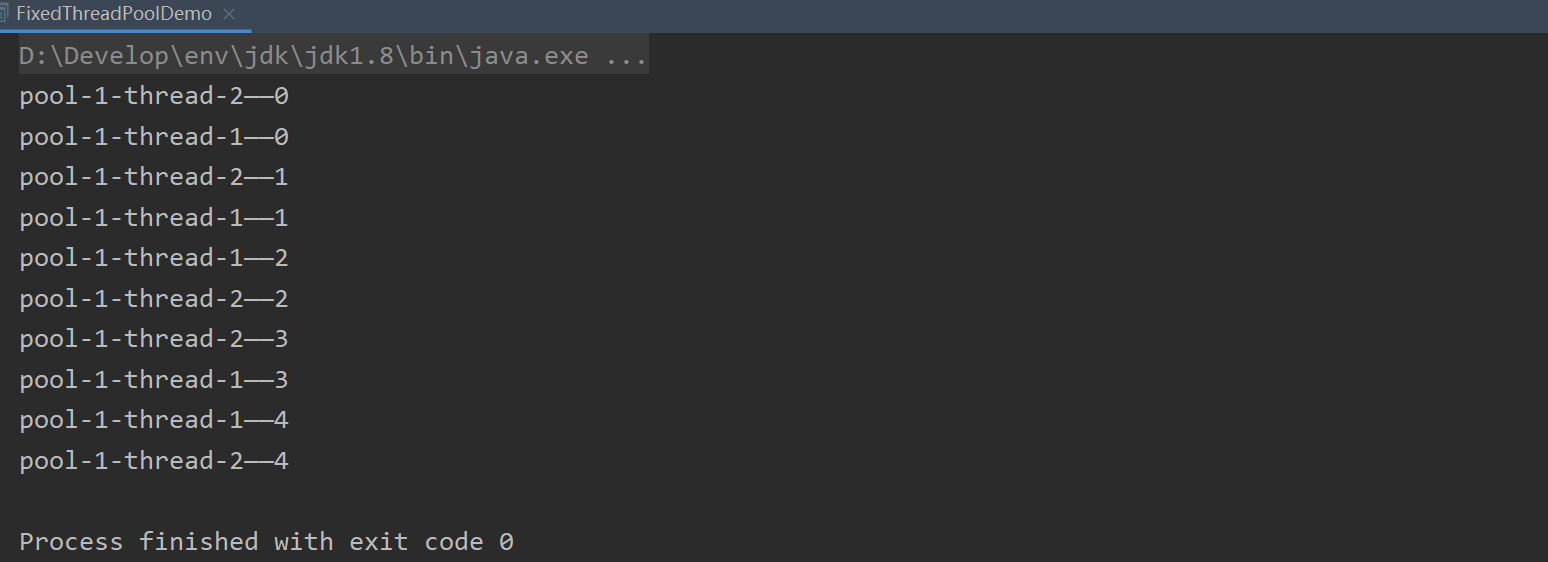 FixedThreadPoolDemo
D:\Develop\env\jdk\jdk1.8\bin\java.exe ...
pool-1-thread-2——0
pool-1-thread-1——0
pool-1-thread-2——1
pool-1-thread-1——1
pool-1-thread-1——2
pool-1-thread-2——2
pool-1-thread-2——3
pool-1-thread-1——3
pool-1-thread-1——4
pool-1-thread-2——4
Process finished with exit code 0